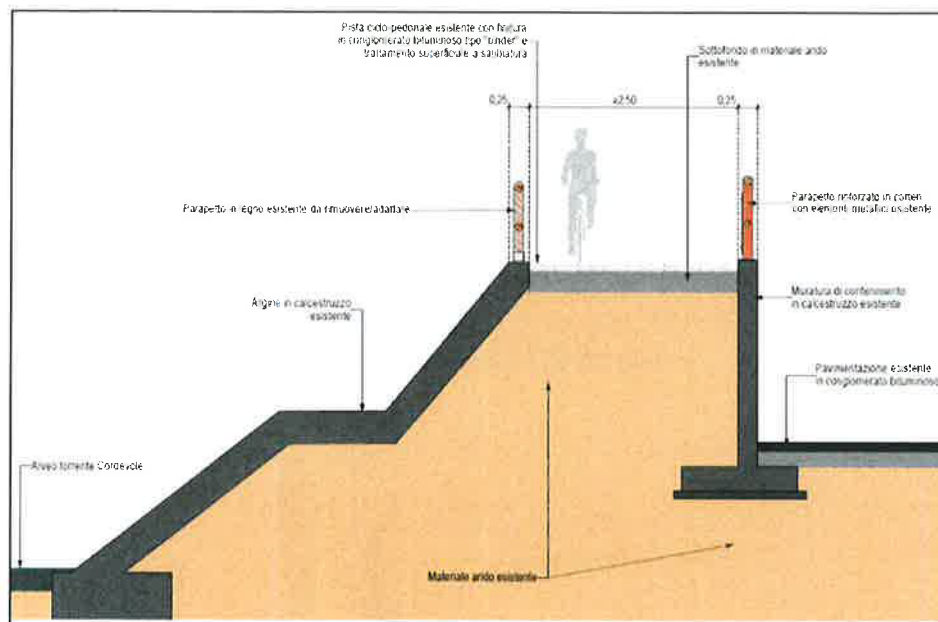 Pista ciclo-pedonale esistente con finitura
in conglomerato bituminoso tipo "binder" e
trattamento superficiale a sabbiatura
Sottofondo in materiale arido
esistente
0,25
±2,50
0,25
Parapetto in legno esistente da rimuovere/adattare
Parapetto rinforzato in corten
con elementi metallici esistente
Argine in calcestruzzo
esistente
Muratura di contenimento
in calcestruzzo esistente
Pavimentazione esistente
in conglomerato bituminoso
Alveo torrente Cordevole
Materiale arido esistente